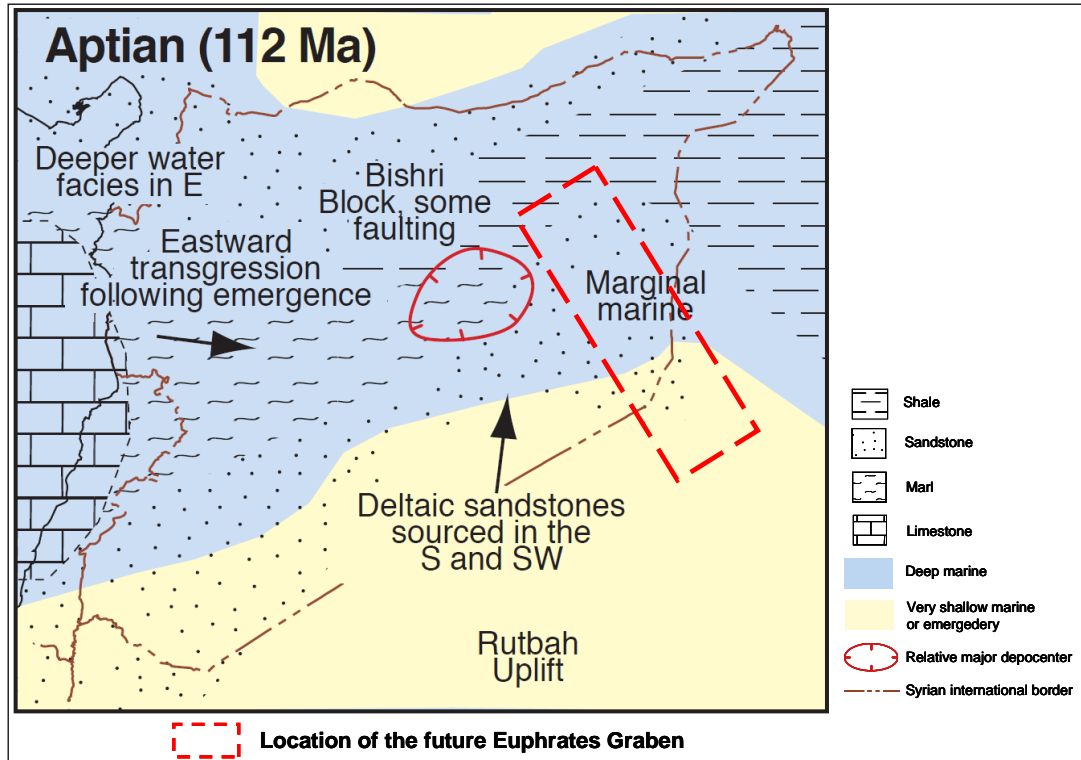 Aptian (112 Ma)
Deeper water
facies in E
Bishri
Block, some
faulting
Eastward
transgression
following emergence
Marginal
marine
Deltaic sandstones
sourced in the
S and SW
Rutbah
Uplift
Shale
Sandstone
Marl
Limestone
Deep marine
Very shallow marine
or emergedery
Relative major depocenter
Syrian international border
Location of the future Euphrates Graben